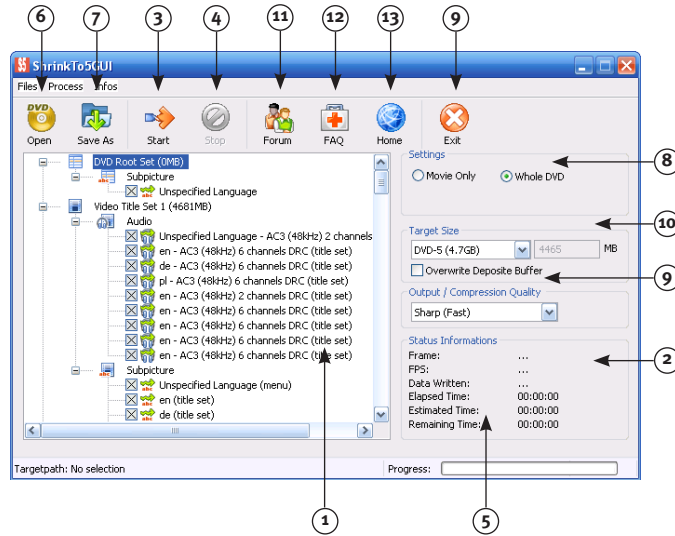 6 7 3 4 11 12 13 9
ShrinkTo5GUI
Files Process Infos
DVD
Open Save As Start Stop Forum FAQ Home Exit
DVD Root Set (0MB)
Subpicture
abc
abc Unspecified Language
Video Title Set 1 (4681MB)
Audio
Unspecified Language - AC3 (48kHz) 2 channels
en - AC3 (48kHz) 6 channels DRC (title set)
de - AC3 (48kHz) 6 channels DRC (title set)
pl - AC3 (48kHz) 6 channels DRC (title set)
en - AC3 (48kHz) 2 channels DRC (title set)
en - AC3 (48kHz) 6 channels DRC (title set)
en - AC3 (48kHz) 6 channels DRC (title set)
en - AC3 (48kHz) 6 channels DRC (title set)
Subpicture
abc
abc Unspecified Language (menu)
abc en (title set)
abc de (title set)
Settings
Movie Only Whole DVD
8
10
Target Size
DVD-5 (4.7GB) 4465 MB
Overwrite Deposite Buffer
9
Output / Compression Quality
Sharp (Fast)
Status Informations
2
Frame: ...
FPS: ...
Data Written: ...
Elapsed Time: 00:00:00
Estimated Time: 00:00:00
Remaining Time: 00:00:00
Targetpath: No selection
Progress:
1 5